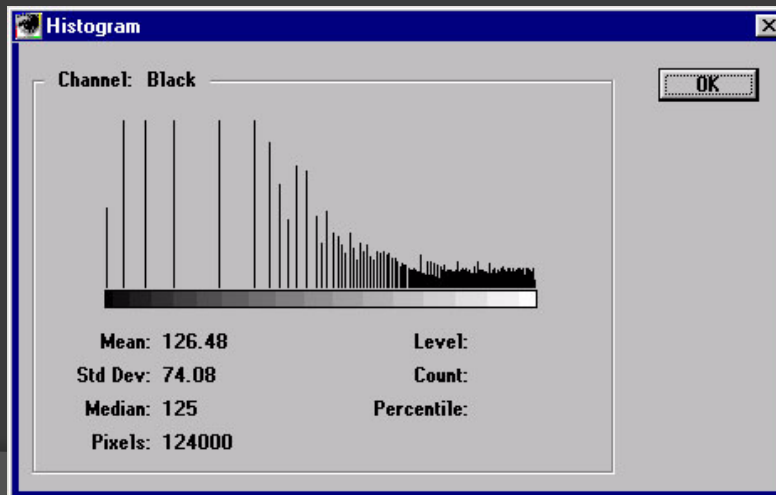 Histogram
Channel: Black
OK
Mean: 126.48
Level:
Std Dev: 74.08
Count:
Median: 125
Percentile:
Pixels: 124000